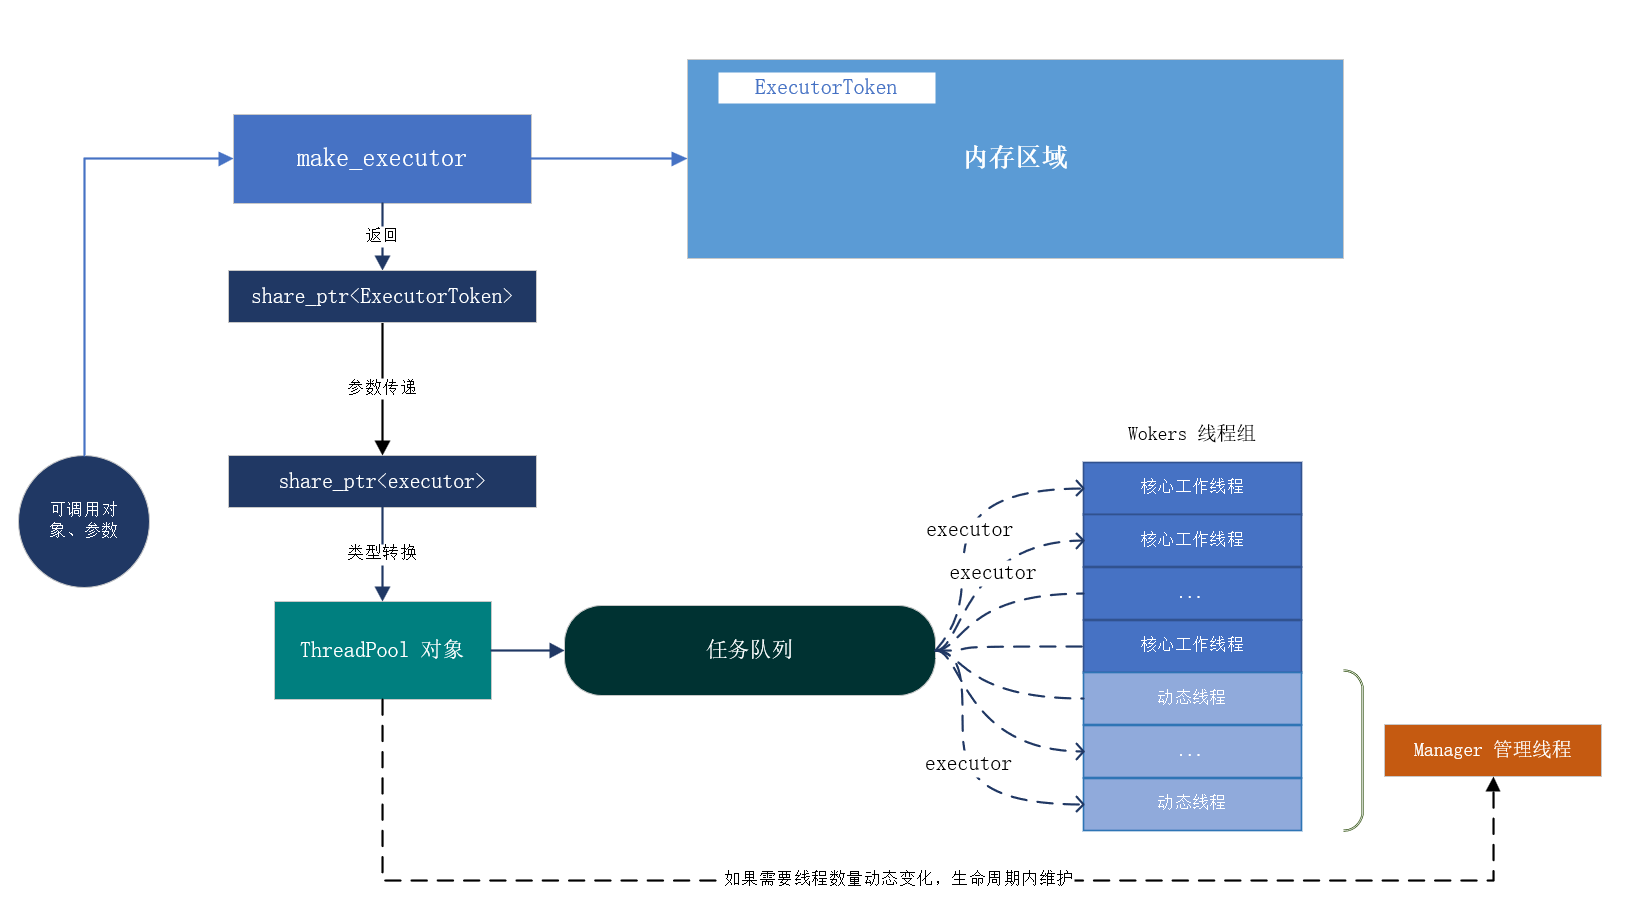 ExecutorToken
内存区域
make_executor
返回
share_ptr<ExecutorToken>
参数传递
share_ptr<executor>
可调用对
象、参数
类型转换
ThreadPool 对象
任务队列
executor
executor
executor
Wokers 线程组
核心工作线程
核心工作线程
...
核心工作线程
动态线程
...
动态线程
Manager 管理线程
如果需要线程数量动态变化，生命周期内维护